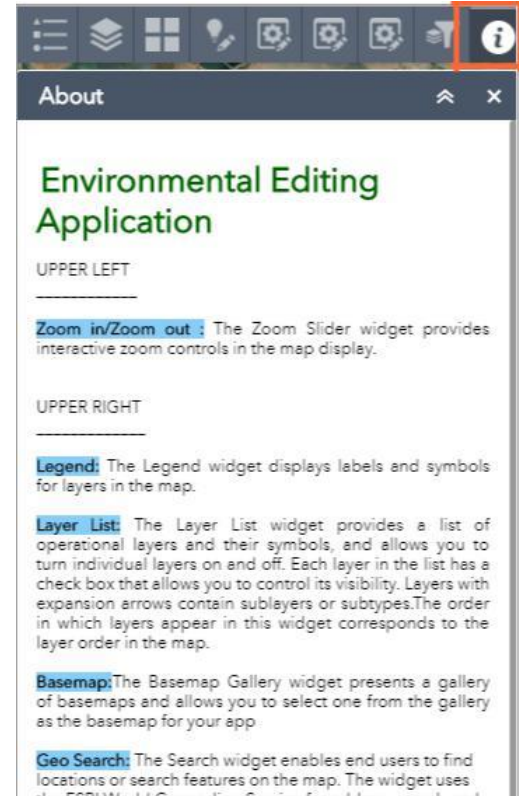 About
Environmental Editing
Application
UPPER LEFT
____________
Zoom in/Zoom out : The Zoom Slider widget provides
interactive zoom controls in the map display.
UPPER RIGHT
_____________
Legend: The Legend widget displays labels and symbols
for layers in the map.
Layer List: The Layer List widget provides a list of
operational layers and their symbols, and allows you to
turn individual layers on and off. Each layer in the list has a
check box that allows you to control its visibility. Layers with
expansion arrows contain sublayers or subtypes.The order
in which layers appear in this widget corresponds to the
layer order in the map.
Basemap:The Basemap Gallery widget presents a gallery
of basemaps and allows you to select one from the gallery
as the basemap for your app
Geo Search: The Search widget enables end users to find
locations or search features on the map. The widget uses